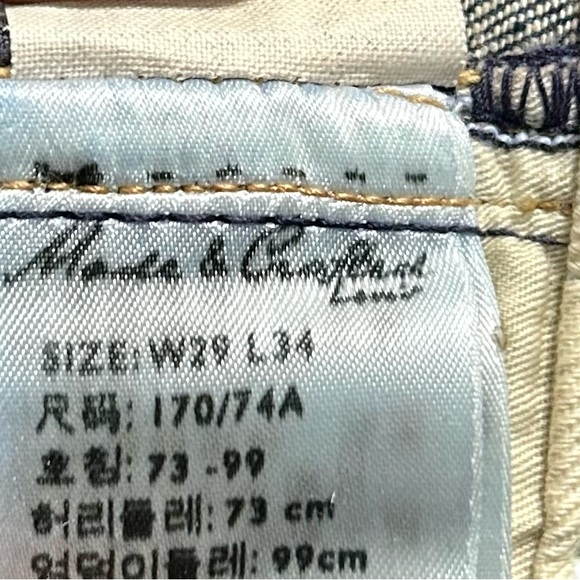 Made & Crafted
Levi's
SIZE: W29 L34
尺码: 170/74A
호칭: 73 -99
허리둘레: 73 cm
엉덩이둘레: 99cm